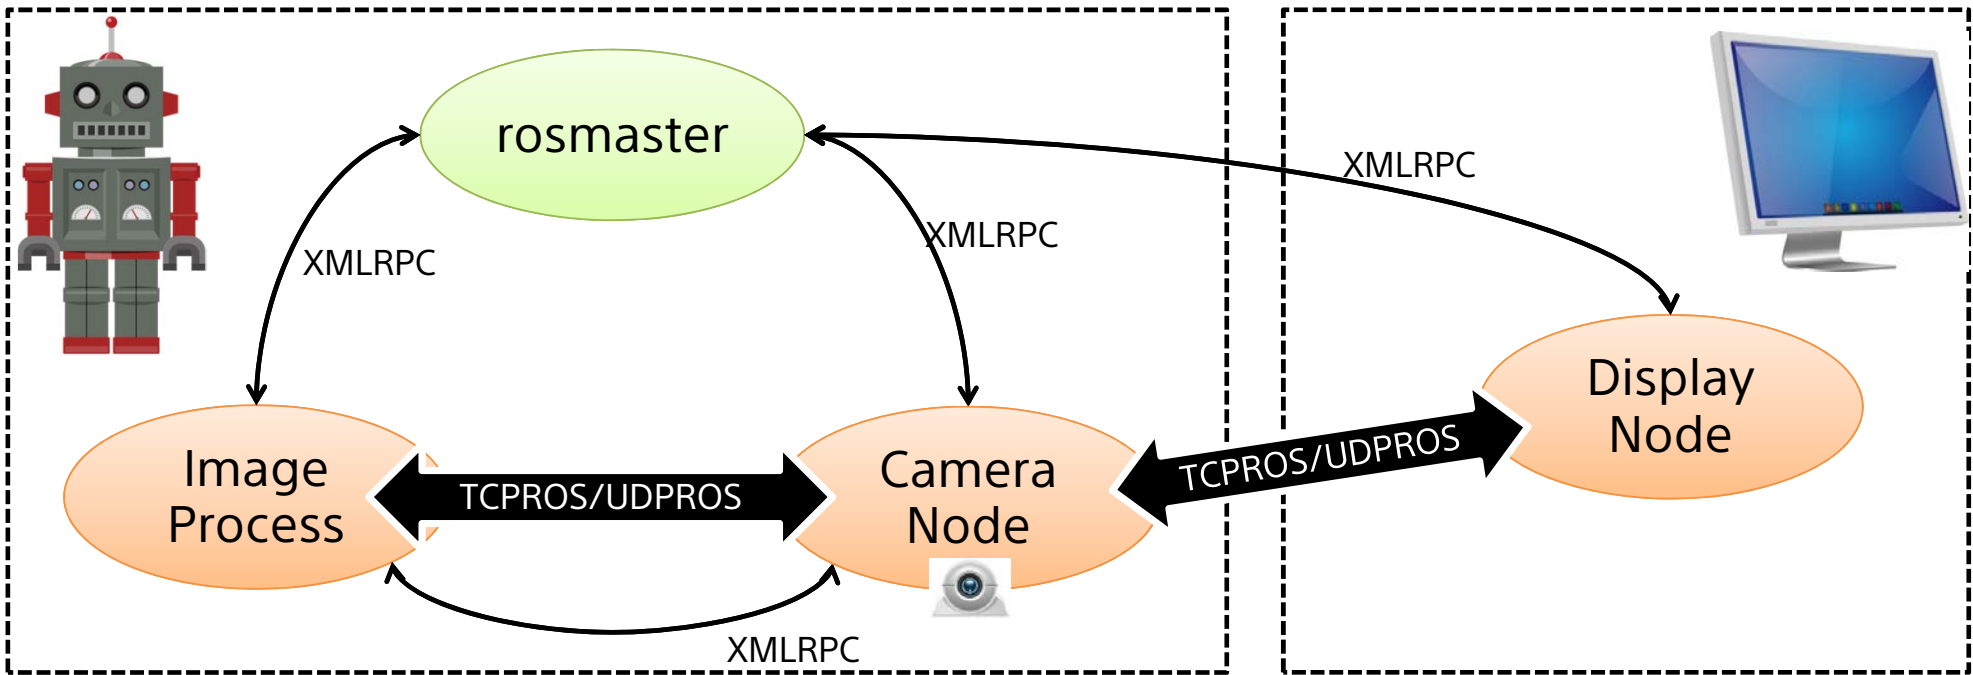 rosmaster
XMLRPC
XMLRPC
XMLRPC
Display
Node
Image
Process
TCPROS/UDPROS
Camera
Node
TCPROS/UDPROS
XMLRPC